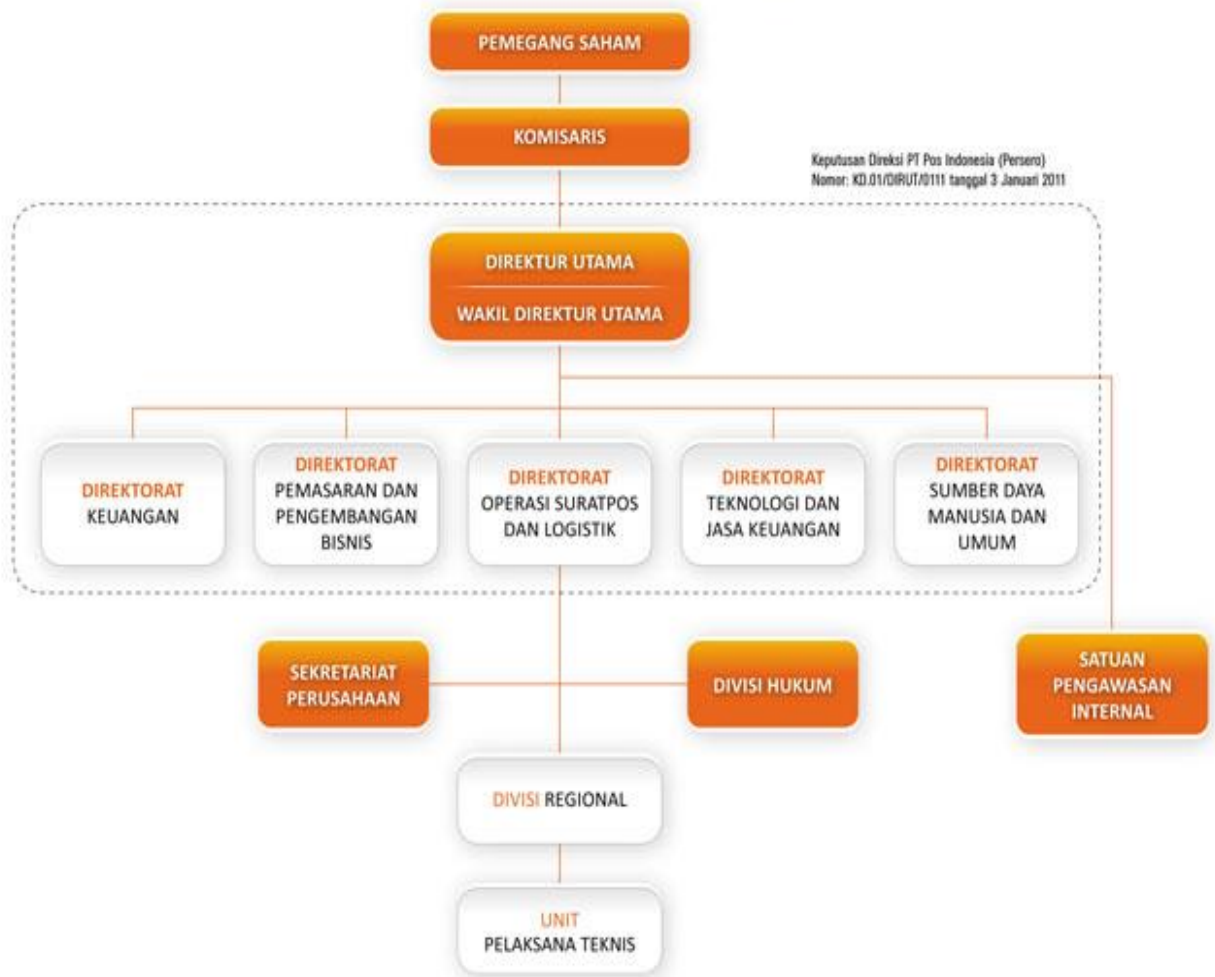 PEMEGANG SAHAM
KOMISARIS
Keputusan Direksi PT Pos Indonesia (Persero)
Nomor: KD.01/DIRUT/0111 tanggal 3 Januari 2011
DIREKTUR UTAMA
WAKIL DIREKTUR UTAMA
DIREKTORAT
KEUANGAN
DIREKTORAT
PEMASARAN DAN
PENGEMBANGAN
BISNIS
DIREKTORAT
OPERASI SURATPOS
DAN LOGISTIK
DIREKTORAT
TEKNOLOGI DAN
JASA KEUANGAN
DIREKTORAT
SUMBER DAYA
MANUSIA DAN
UMUM
SEKRETARIAT
PERUSAHAAN
DIVISI HUKUM
SATUAN
PENGAWASAN
INTERNAL
DIVISI REGIONAL
UNIT
PELAKSANA TEKNIS